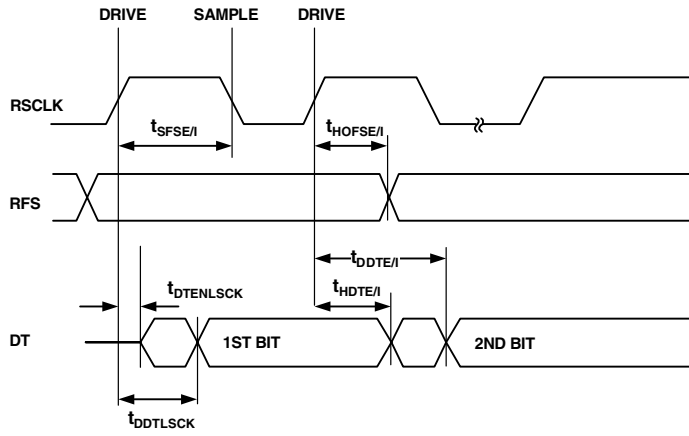 DRIVE SAMPLE DRIVE
RSCLK
tSFSE/I tHOFSE/I
RFS
tDDTE/I
tDTENLSCK tHDTE/I
DT 1ST BIT 2ND BIT
tDDTLSCK